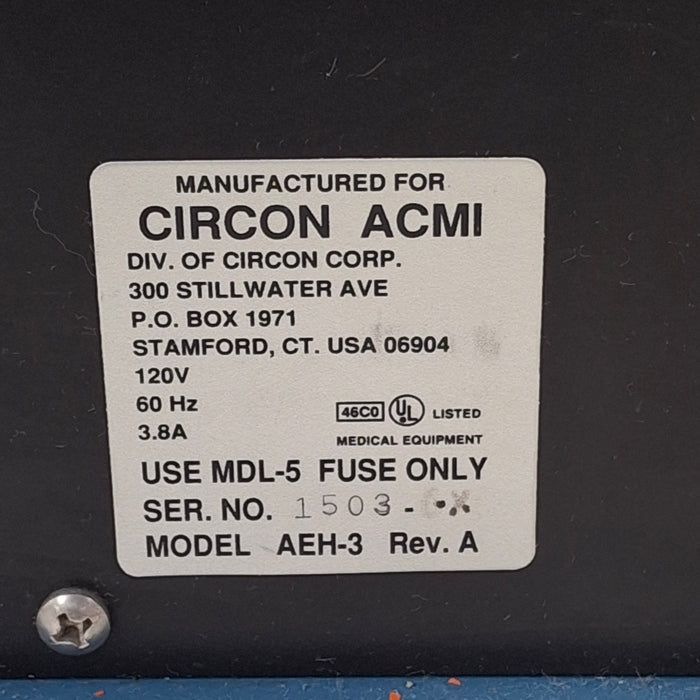 MANUFACTURED FOR
CIRCON ACMI
DIV. OF CIRCON CORP.
300 STILLWATER AVE
P.O. BOX 1971
STAMFORD, CT. USA 06904
120V
60 Hz
3.8A
46C0 UL LISTED
MEDICAL EQUIPMENT
USE MDL-5 FUSE ONLY
SER. NO. 1503-
MODEL AEH-3 Rev. A